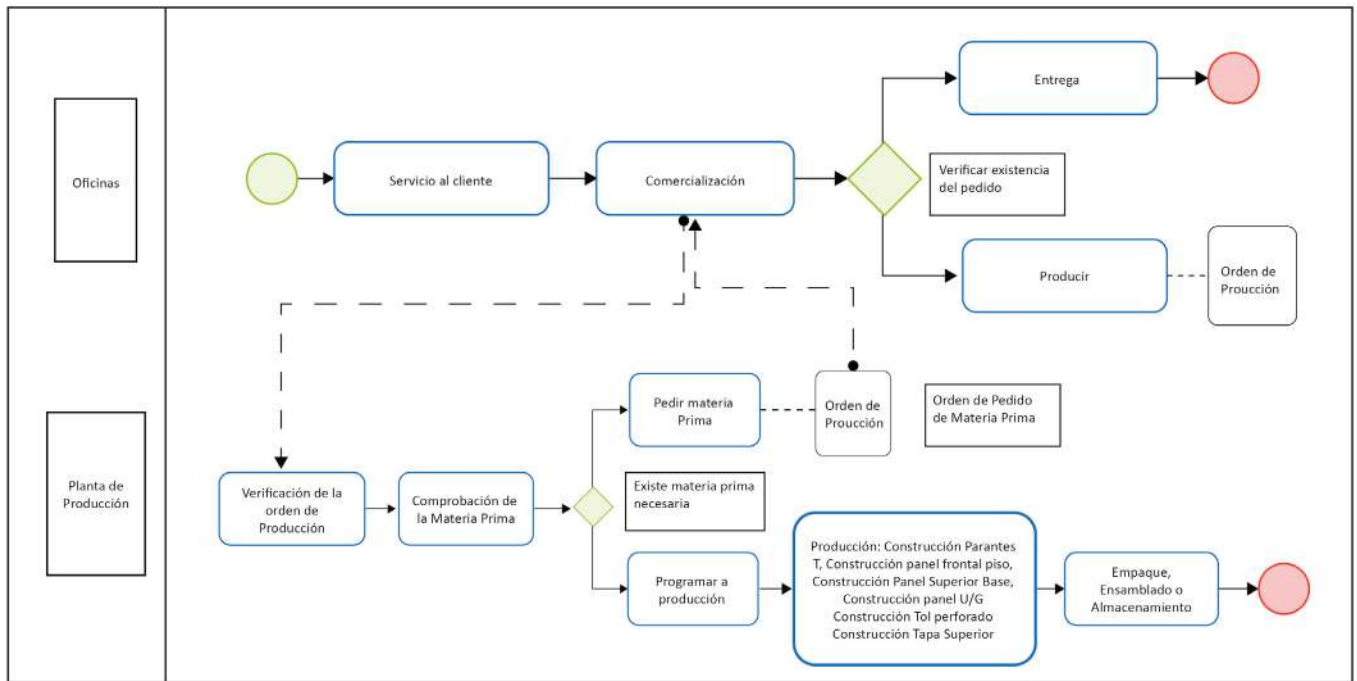 Oficinas
Servicio al cliente
Comercialización
Entrega
Verificar existencia
del pedido
Producir
Orden de
Proucción
Planta de
Producción
Verificación de la
orden de
Producción
Comprobación de
la Materia Prima
Pedir materia
Prima
Orden de
Proucción
Orden de Pedido
de Materia Prima
Existe materia prima
necesaria
Programar a
producción
Producción: Construcción Parantes
T, Construcción panel frontal piso,
Construcción Panel Superior Base,
Construcción panel U/G
Construcción Tol perforado
Construcción Tapa Superior
Empaque,
Ensamblado o
Almacenamiento